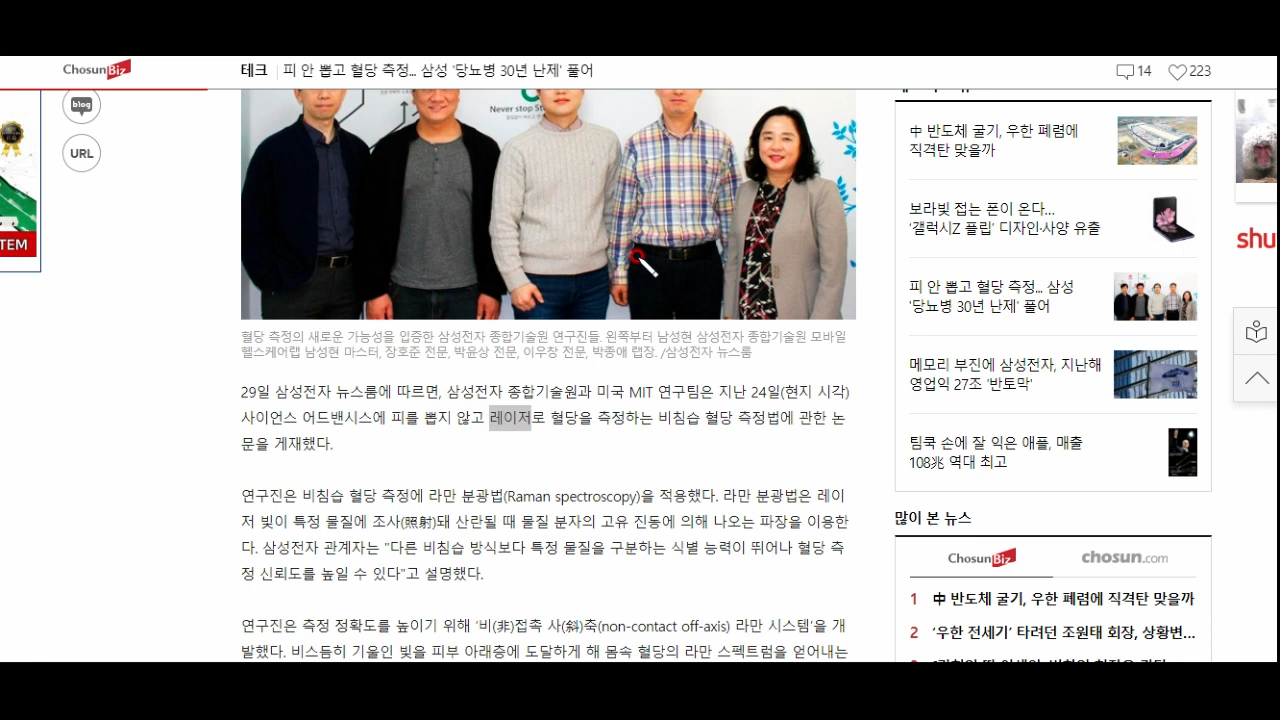 ChosunBiz
테크
피 안 뽑고 혈당 측정... 삼성 '당뇨병 30년 난제' 풀어
14
223
blog
URL
TEM
Never stop St
혈당 측정의 새로운 가능성을 입증한 삼성전자 종합기술원 연구진들. 왼쪽부터 남성현 삼성전자 종합기술원 모바일
헬스케어랩 남성현 마스터, 장호준 전문, 박윤상 전문, 이우창 전문, 박종애 랩장. /삼성전자 뉴스룸
29일 삼성전자 뉴스룸에 따르면, 삼성전자 종합기술원과 미국 MIT 연구팀은 지난 24일(현지 시각)
사이언스 어드밴시스에 피를 뽑지 않고 레이저로 혈당을 측정하는 비침습 혈당 측정법에 관한 논
문을 게재했다.
연구진은 비침습 혈당 측정에 라만 분광법(Raman spectroscopy)을 적용했다. 라만 분광법은 레이
저 빛이 특정 물질에 조사(照射)돼 산란될 때 물질 분자의 고유 진동에 의해 나오는 파장을 이용한
다. 삼성전자 관계자는 "다른 비침습 방식보다 특정 물질을 구분하는 식별 능력이 뛰어나 혈당 측
정 신뢰도를 높일 수 있다"고 설명했다.
연구진은 측정 정확도를 높이기 위해 '비(非)접촉 사(斜)축(non-contact off-axis) 라만 시스템'을 개
발했다. 비스듬히 기울인 빛을 피부 아래층에 도달하게 해 몸속 혈당의 라만 스펙트럼을 얻어내는
中 반도체 굴기, 우한 폐렴에
직격탄 맞을까
보라빛 접는 폰이 온다...
'갤럭시Z 플립' 디자인·사양 유출
피 안 뽑고 혈당 측정... 삼성
'당뇨병 30년 난제' 풀어
메모리 부진에 삼성전자, 지난해
영업익 27조 '반토막'
팀쿡 손에 잘 익은 애플, 매출
108兆 역대 최고
많이 본 뉴스
ChosunBiz
chosun.com
1 中 반도체 굴기, 우한 폐렴에 직격탄 맞을까
2 '우한 전세기' 타려던 조원태 회장, 상황변...
shu